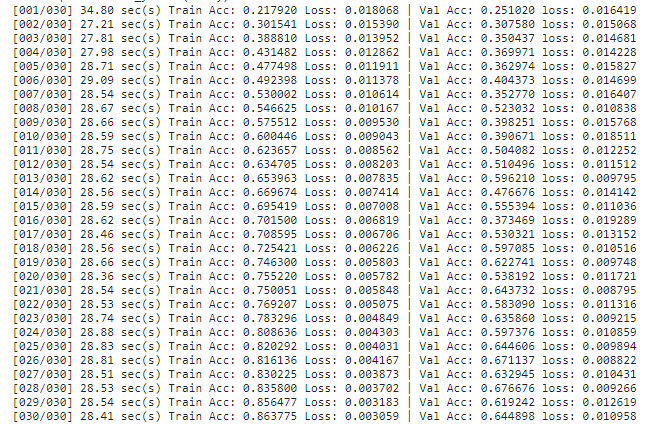 [001/030] 34.80 sec(s) Train Acc: 0.217920 Loss: 0.018068 | Val Acc: 0.251020 loss: 0.016419
[002/030] 27.21 sec(s) Train Acc: 0.301541 Loss: 0.015390 | Val Acc: 0.307580 loss: 0.015068
[003/030] 27.81 sec(s) Train Acc: 0.388810 Loss: 0.013952 | Val Acc: 0.350437 loss: 0.014681
[004/030] 27.98 sec(s) Train Acc: 0.431482 Loss: 0.012862 | Val Acc: 0.369971 loss: 0.014228
[005/030] 28.71 sec(s) Train Acc: 0.477498 Loss: 0.011911 | Val Acc: 0.362974 loss: 0.015827
[006/030] 29.09 sec(s) Train Acc: 0.492398 Loss: 0.011378 | Val Acc: 0.404373 loss: 0.014699
[007/030] 28.54 sec(s) Train Acc: 0.530002 Loss: 0.010614 | Val Acc: 0.352770 loss: 0.016407
[008/030] 28.67 sec(s) Train Acc: 0.546625 Loss: 0.010167 | Val Acc: 0.523032 loss: 0.010838
[009/030] 28.66 sec(s) Train Acc: 0.575512 Loss: 0.009530 | Val Acc: 0.398251 loss: 0.015768
[010/030] 28.59 sec(s) Train Acc: 0.600446 Loss: 0.009043 | Val Acc: 0.390671 loss: 0.018511
[011/030] 28.75 sec(s) Train Acc: 0.623657 Loss: 0.008562 | Val Acc: 0.504082 loss: 0.012252
[012/030] 28.54 sec(s) Train Acc: 0.634705 Loss: 0.008203 | Val Acc: 0.510496 loss: 0.011512
[013/030] 28.62 sec(s) Train Acc: 0.653963 Loss: 0.007835 | Val Acc: 0.596210 loss: 0.009795
[014/030] 28.56 sec(s) Train Acc: 0.669674 Loss: 0.007414 | Val Acc: 0.476676 loss: 0.014142
[015/030] 28.59 sec(s) Train Acc: 0.695419 Loss: 0.007008 | Val Acc: 0.555394 loss: 0.011036
[016/030] 28.62 sec(s) Train Acc: 0.701500 Loss: 0.006819 | Val Acc: 0.373469 loss: 0.019289
[017/030] 28.46 sec(s) Train Acc: 0.708595 Loss: 0.006706 | Val Acc: 0.530321 loss: 0.013152
[018/030] 28.56 sec(s) Train Acc: 0.725421 Loss: 0.006226 | Val Acc: 0.597085 loss: 0.010516
[019/030] 28.66 sec(s) Train Acc: 0.746300 Loss: 0.005803 | Val Acc: 0.622741 loss: 0.009748
[020/030] 28.36 sec(s) Train Acc: 0.755220 Loss: 0.005782 | Val Acc: 0.538192 loss: 0.011721
[021/030] 28.54 sec(s) Train Acc: 0.750051 Loss: 0.005848 | Val Acc: 0.643732 loss: 0.008795
[022/030] 28.53 sec(s) Train Acc: 0.769207 Loss: 0.005075 | Val Acc: 0.583090 loss: 0.011316
[023/030] 28.74 sec(s) Train Acc: 0.783296 Loss: 0.004849 | Val Acc: 0.635860 loss: 0.009215
[024/030] 28.88 sec(s) Train Acc: 0.808636 Loss: 0.004303 | Val Acc: 0.597376 loss: 0.010859
[025/030] 28.83 sec(s) Train Acc: 0.820292 Loss: 0.004031 | Val Acc: 0.644606 loss: 0.009894
[026/030] 28.81 sec(s) Train Acc: 0.816136 Loss: 0.004167 | Val Acc: 0.671137 loss: 0.008822
[027/030] 28.51 sec(s) Train Acc: 0.830225 Loss: 0.003873 | Val Acc: 0.632945 loss: 0.010431
[028/030] 28.53 sec(s) Train Acc: 0.835800 Loss: 0.003702 | Val Acc: 0.676676 loss: 0.009266
[029/030] 28.54 sec(s) Train Acc: 0.856477 Loss: 0.003183 | Val Acc: 0.619242 loss: 0.012619
[030/030] 28.41 sec(s) Train Acc: 0.863775 Loss: 0.003059 | Val Acc: 0.644898 loss: 0.010958